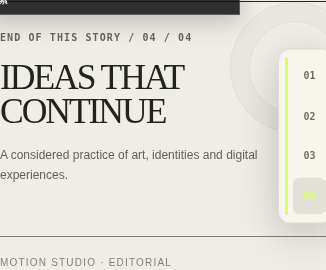 END OF THIS STORY / 04 / 04
IDEAS THAT
CONTINUE
A considered practice of art, identities and digital
experiences.
01
02
03
04
MOTION STUDIO · EDITORIAL